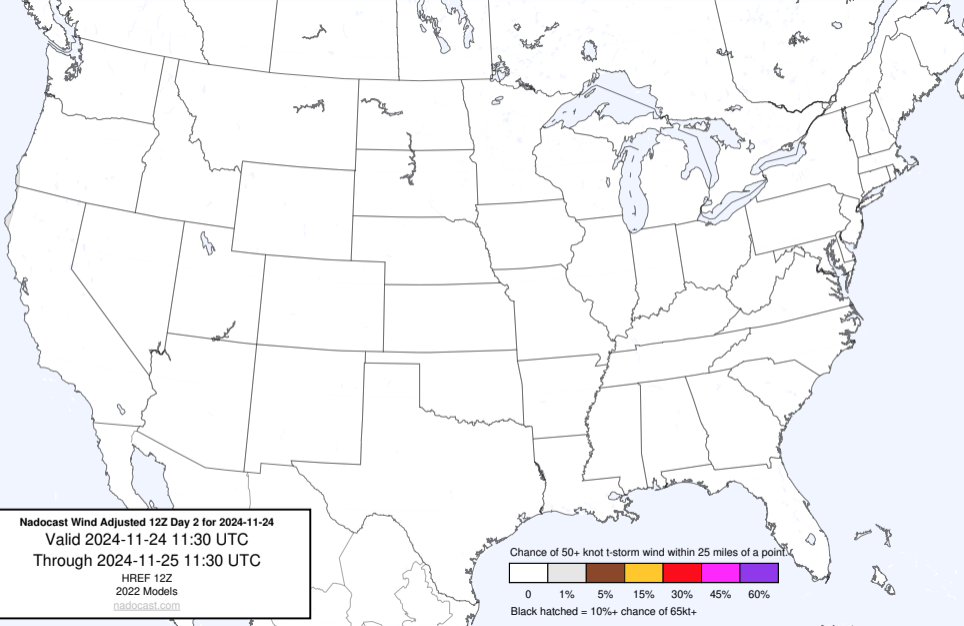 Nadocast Wind Adjusted 12Z Day 2 for 2024-11-24
Valid 2024-11-24 11:30 UTC
Through 2024-11-25 11:30 UTC
HREF 12Z
2022 Models
nadocast.com
Chance of 50+ knot t-storm wind within 25 miles of a point.
0 1% 5% 15% 30% 45% 60%
Black hatched = 10%+ chance of 65kt+